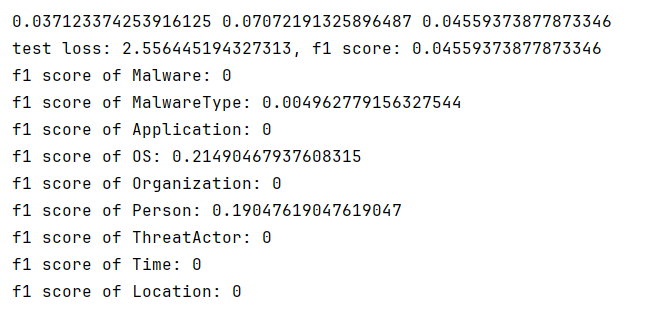 0.037123374253916125 0.07072191325896487 0.04559373877873346
test loss: 2.556445194327313, f1 score: 0.04559373877873346
f1 score of Malware: 0
f1 score of MalwareType: 0.004962779156327544
f1 score of Application: 0
f1 score of OS: 0.21490467937608315
f1 score of Organization: 0
f1 score of Person: 0.19047619047619047
f1 score of ThreatActor: 0
f1 score of Time: 0
f1 score of Location: 0